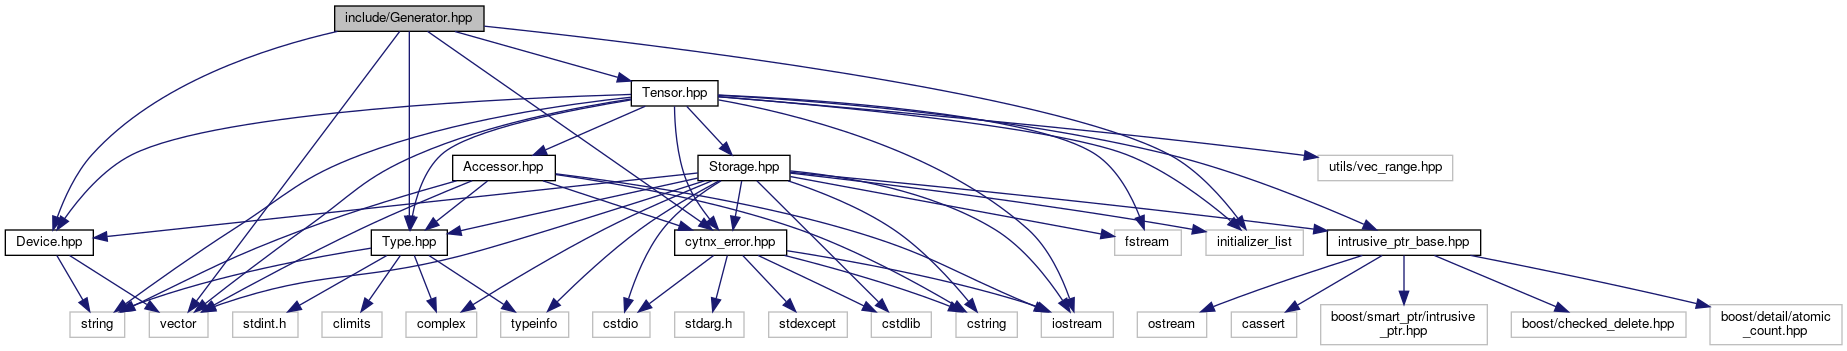 include/Generator.hpp
Tensor.hpp
Accessor.hpp
Storage.hpp
utils/vec_range.hpp
Device.hpp
Type.hpp
cytnx_error.hpp
fstream
initializer_list
intrusive_ptr_base.hpp
string
vector
stdint.h
climits
complex
typeinfo
cstdio
stdarg.h
stdexcept
cstdlib
cstring
iostream
ostream
cassert
boost/smart_ptr/intrusive
_ptr.hpp
boost/checked_delete.hpp
boost/detail/atomic
_count.hpp